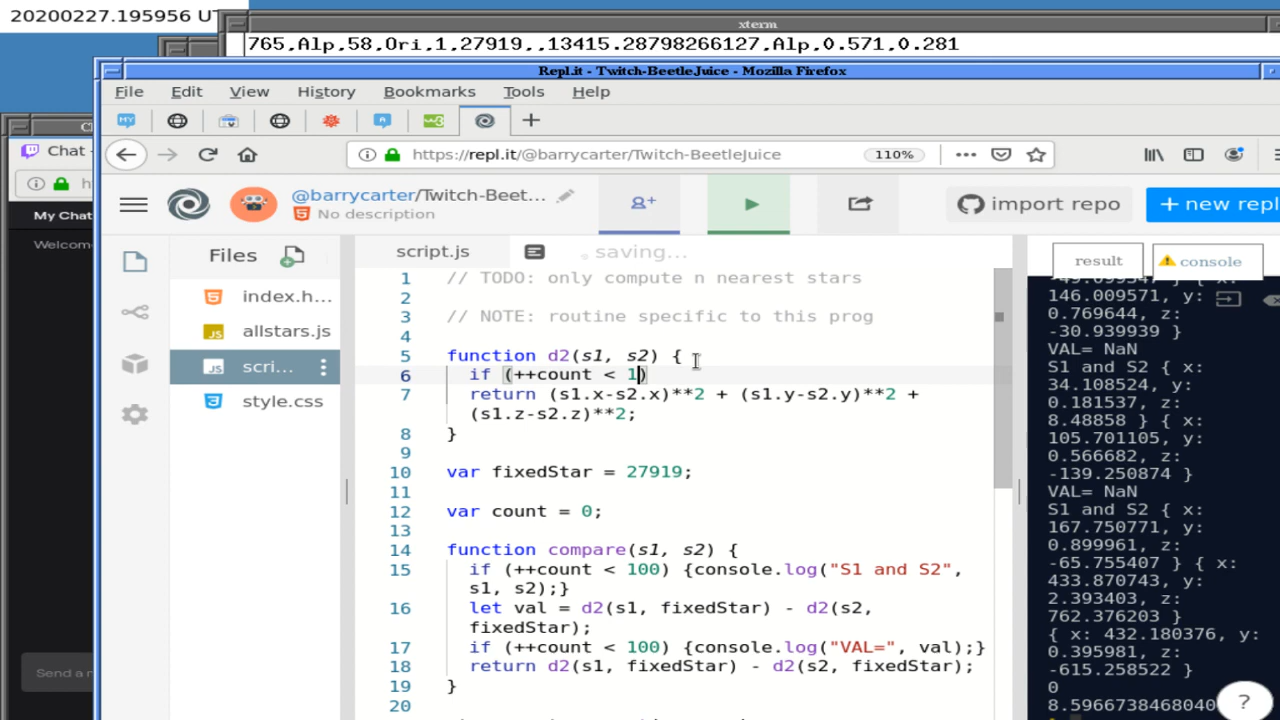 20200227.195956 UT
xterm
765,Alp,58,Ori,1,27919,,13415.28798266127,Alp,0.571,0.281
Repl.it - Twitch-BeetleJuice - Mozilla Firefox
File Edit View History Bookmarks Tools Help
https://repl.it/@barrycarter/Twitch-BeetleJuice 110%
Chat
My Chat
Welcom
Send a
@barrycarter/Twitch-Beet...
No description
import repo
+ new repl
Files
index.h...
allstars.js
scri...
style.css
script.js
saving...
1 // TODO: only compute n nearest stars
2
3 // NOTE: routine specific to this prog
4
5 function d2(s1, s2) {
6 if (++count < 1)
7 return (s1.x-s2.x)**2 + (s1.y-s2.y)**2 +
(s1.z-s2.z)**2;
8 }
9
10 var fixedStar = 27919;
11
12 var count = 0;
13
14 function compare(s1, s2) {
15 if (++count < 100) {console.log("S1 and S2",
s1, s2);}
16 let val = d2(s1, fixedStar) - d2(s2,
fixedStar);
17 if (++count < 100) {console.log("VAL=", val);}
18 return d2(s1, fixedStar) - d2(s2, fixedStar);
19 }
20
result
console
146.009571, y:
0.769644, z:
-30.939939 }
VAL= NaN
S1 and S2 { x:
34.108524, y:
0.181537, z:
8.48858 } { x:
105.701105, y:
0.566682, z:
-139.250874 }
VAL= NaN
S1 and S2 { x:
167.750771, y:
0.899961, z:
-65.755407 } { x:
433.870743, y:
2.393403, z:
762.376203 }
{ x: 432.180376, y:
0.395981, z:
-615.258522 }
0
8.5966738468040
?